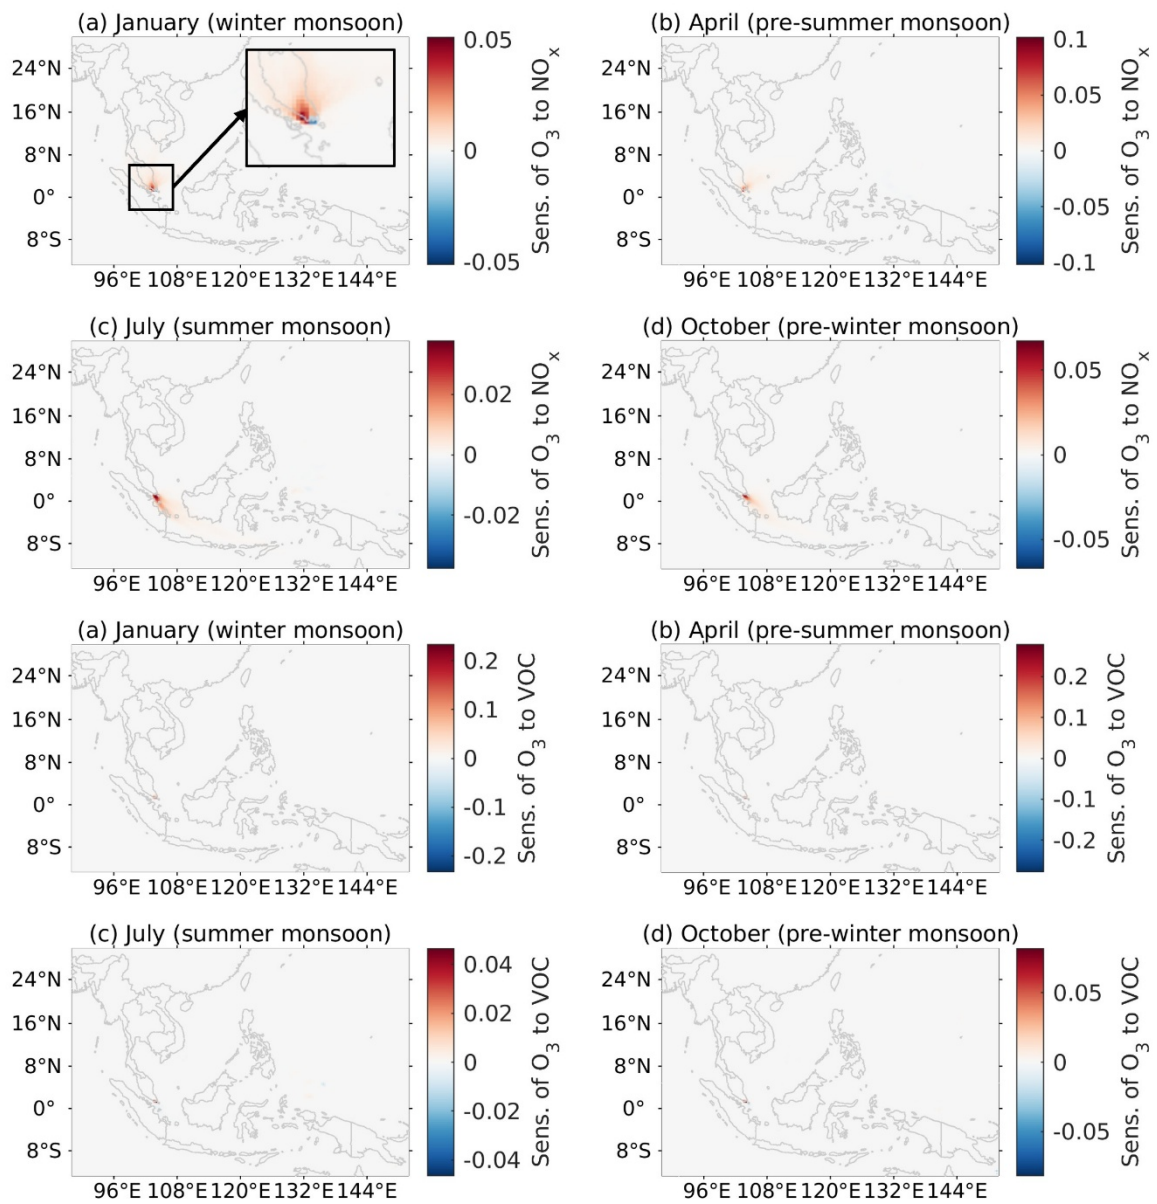 (a) January (winter monsoon)
24°N
16°N
8°N
0°
8°S
96°E 108°E 120°E 132°E 144°E
0.05
0
-0.05
Sens. of O3 to NOx
(b) April (pre-summer monsoon)
24°N
16°N
8°N
0°
8°S
96°E 108°E 120°E 132°E 144°E
0.1
0.05
0
-0.05
-0.1
Sens. of O3 to NOx
(c) July (summer monsoon)
24°N
16°N
8°N
0°
8°S
96°E 108°E 120°E 132°E 144°E
0.02
0
-0.02
Sens. of O3 to NOx
(d) October (pre-winter monsoon)
24°N
16°N
8°N
0°
8°S
96°E 108°E 120°E 132°E 144°E
0.05
0
-0.05
Sens. of O3 to NOx
(a) January (winter monsoon)
24°N
16°N
8°N
0°
8°S
96°E 108°E 120°E 132°E 144°E
0.2
0.1
0
-0.1
-0.2
Sens. of O3 to VOC
(b) April (pre-summer monsoon)
24°N
16°N
8°N
0°
8°S
96°E 108°E 120°E 132°E 144°E
0.2
0.1
0
-0.1
-0.2
Sens. of O3 to VOC
(c) July (summer monsoon)
24°N
16°N
8°N
0°
8°S
96°E 108°E 120°E 132°E 144°E
0.04
0.02
0
-0.02
-0.04
Sens. of O3 to VOC
(d) October (pre-winter monsoon)
24°N
16°N
8°N
0°
8°S
96°E 108°E 120°E 132°E 144°E
0.05
0
-0.05
Sens. of O3 to VOC